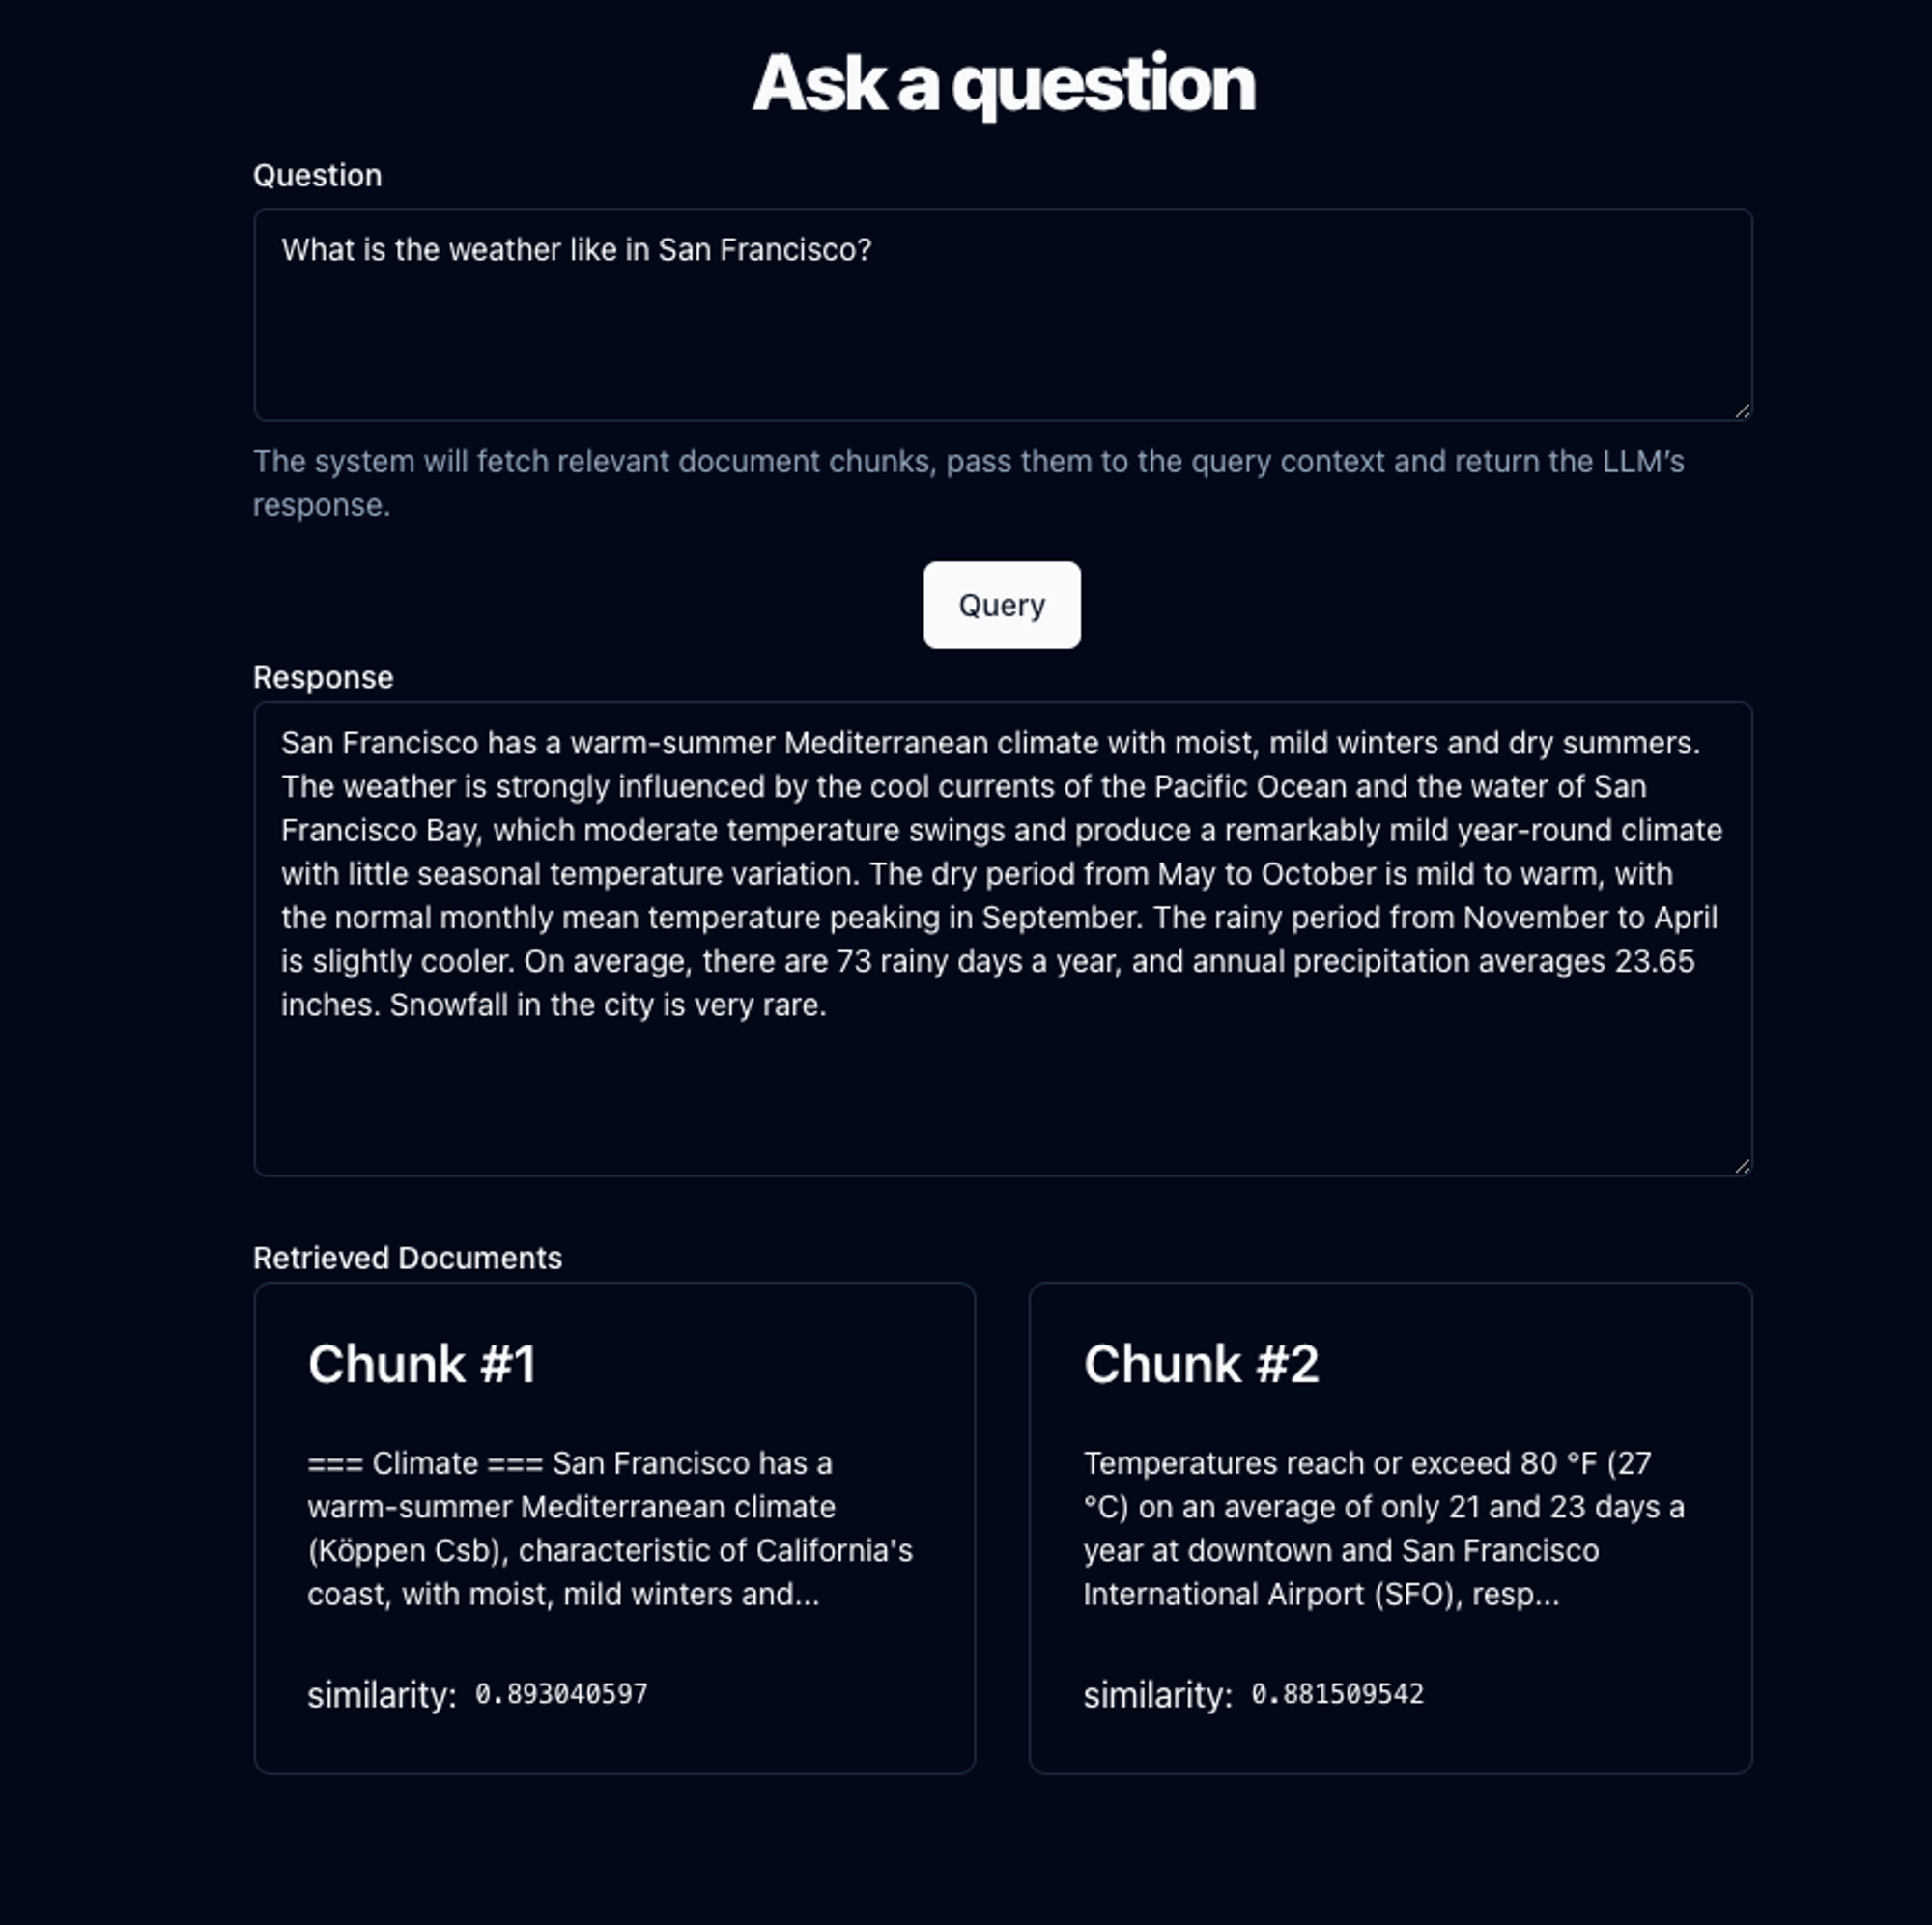 Ask a question
Question
What is the weather like in San Francisco?
The system will fetch relevant document chunks, pass them to the query context and return the LLM’s
response.
Query
Response
San Francisco has a warm-summer Mediterranean climate with moist, mild winters and dry summers.
The weather is strongly influenced by the cool currents of the Pacific Ocean and the water of San
Francisco Bay, which moderate temperature swings and produce a remarkably mild year-round climate
with little seasonal temperature variation. The dry period from May to October is mild to warm, with
the normal monthly mean temperature peaking in September. The rainy period from November to April
is slightly cooler. On average, there are 73 rainy days a year, and annual precipitation averages 23.65
inches. Snowfall in the city is very rare.
Retrieved Documents
Chunk #1
=== Climate === San Francisco has a
warm-summer Mediterranean climate
(Köppen Csb), characteristic of California's
coast, with moist, mild winters and...
similarity: 0.893040597
Chunk #2
Temperatures reach or exceed 80 °F (27
°C) on an average of only 21 and 23 days a
year at downtown and San Francisco
International Airport (SFO), resp...
similarity: 0.881509542